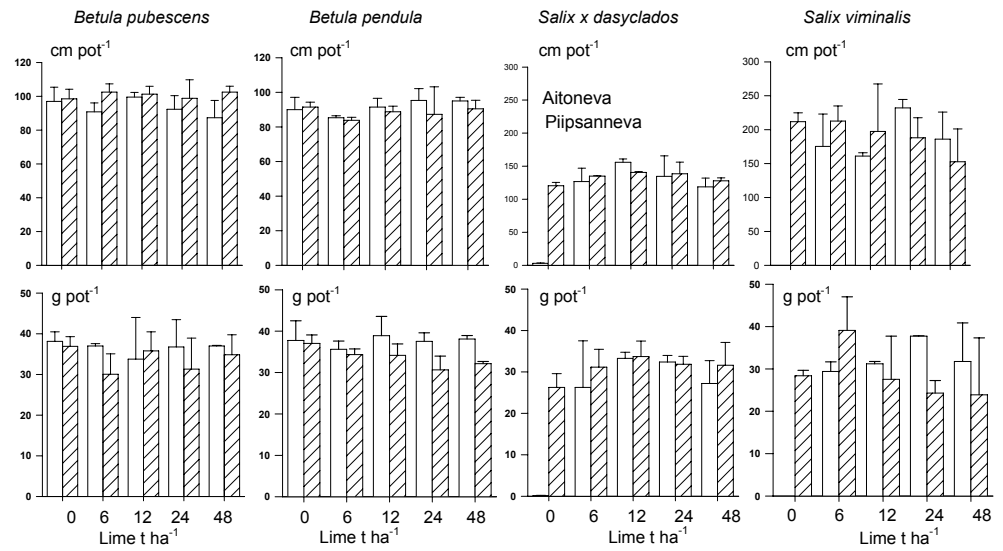 Betula pubescens
Betula pendula
Salix x dasyclados
Salix viminalis
cm pot-1
120
100
80
60
40
20
0
cm pot-1
120
100
80
60
40
20
0
cm pot-1
300
250
200
150
100
50
0
Aitoneva
Piipsanneva
cm pot-1
300
250
200
150
100
50
0
g pot-1
50
40
30
20
10
0
0 6 12 24 48
Lime t ha-1
g pot-1
50
40
30
20
10
0
0 6 12 24 48
Lime t ha-1
g pot-1
50
40
30
20
10
0
0 6 12 24 48
Lime t ha-1
g pot-1
50
40
30
20
10
0
0 6 12 24 48
Lime t ha-1